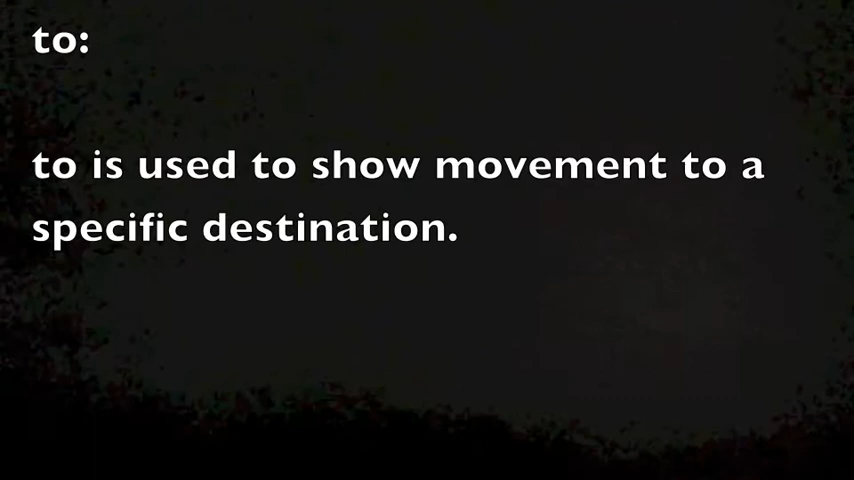 to:
to is used to show movement to a
specific destination.